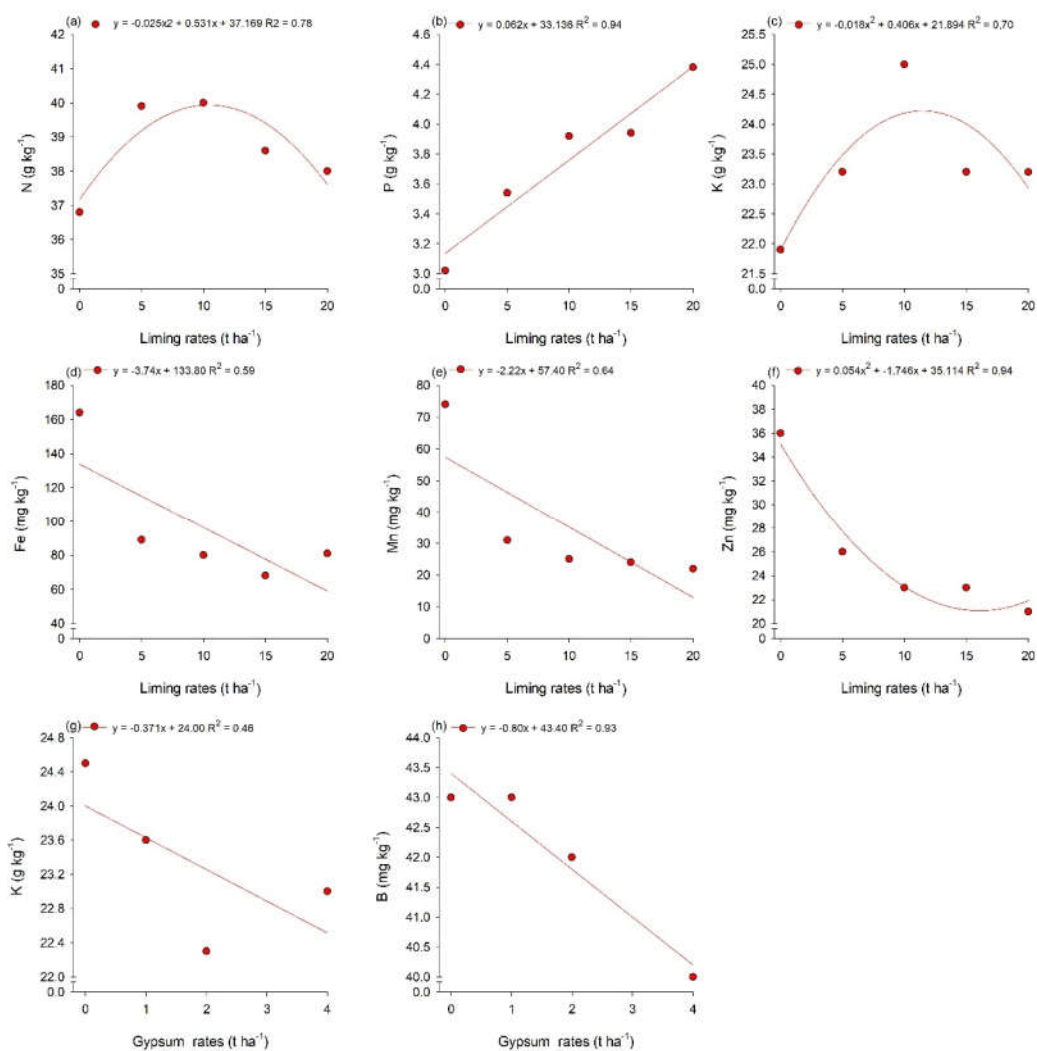 (a) y = -0.025x2 + 0.531x + 37.169 R2 = 0.78
42
41
40
39
38
37
36
35
0
N (g kg⁻¹)
0 5 10 15 20
Liming rates (t ha⁻¹)
(b) y = 0.062x + 33.136 R² = 0.94
4.6
4.4
4.2
4.0
3.8
3.6
3.4
3.2
3.0
0.0
P (g kg⁻¹)
0 5 10 15 20
Liming rates (t ha⁻¹)
(c) y = -0,018x² + 0.406x + 21.894 R² = 0,70
25.5
25.0
24.5
24.0
23.5
23.0
22.5
22.0
21.5
0.0
K (g kg⁻¹)
0 5 10 15 20
Liming rates (t ha⁻¹)
(d) y = -3.74x + 133.80 R² = 0.59
180
160
140
120
100
80
60
40
0
Fe (mg kg⁻¹)
0 5 10 15 20
Liming rates (t ha⁻¹)
(e) y = -2.22x + 57.40 R² = 0.64
80
70
60
50
40
30
20
10
0
0
Mn (mg kg⁻¹)
0 5 10 15 20
Liming rates (t ha⁻¹)
(f) y = 0.054x² + -1.746x + 35.114 R² = 0.94
40
38
36
34
32
30
28
26
24
22
20
0
Zn (mg kg⁻¹)
0 5 10 15 20
Liming rates (t ha⁻¹)
(g) y = -0.371x + 24.00 R² = 0.46
24.8
24.4
24.0
23.6
23.2
22.8
22.4
22.0
0.0
K (g kg⁻¹)
0 1 2 3 4
Gypsum rates (t ha⁻¹)
(h) y = -0.80x + 43.40 R² = 0.93
44.0
43.5
43.0
42.5
42.0
41.5
41.0
40.5
40.0
0.0
B (mg kg⁻¹)
0 1 2 3 4
Gypsum rates (t ha⁻¹)